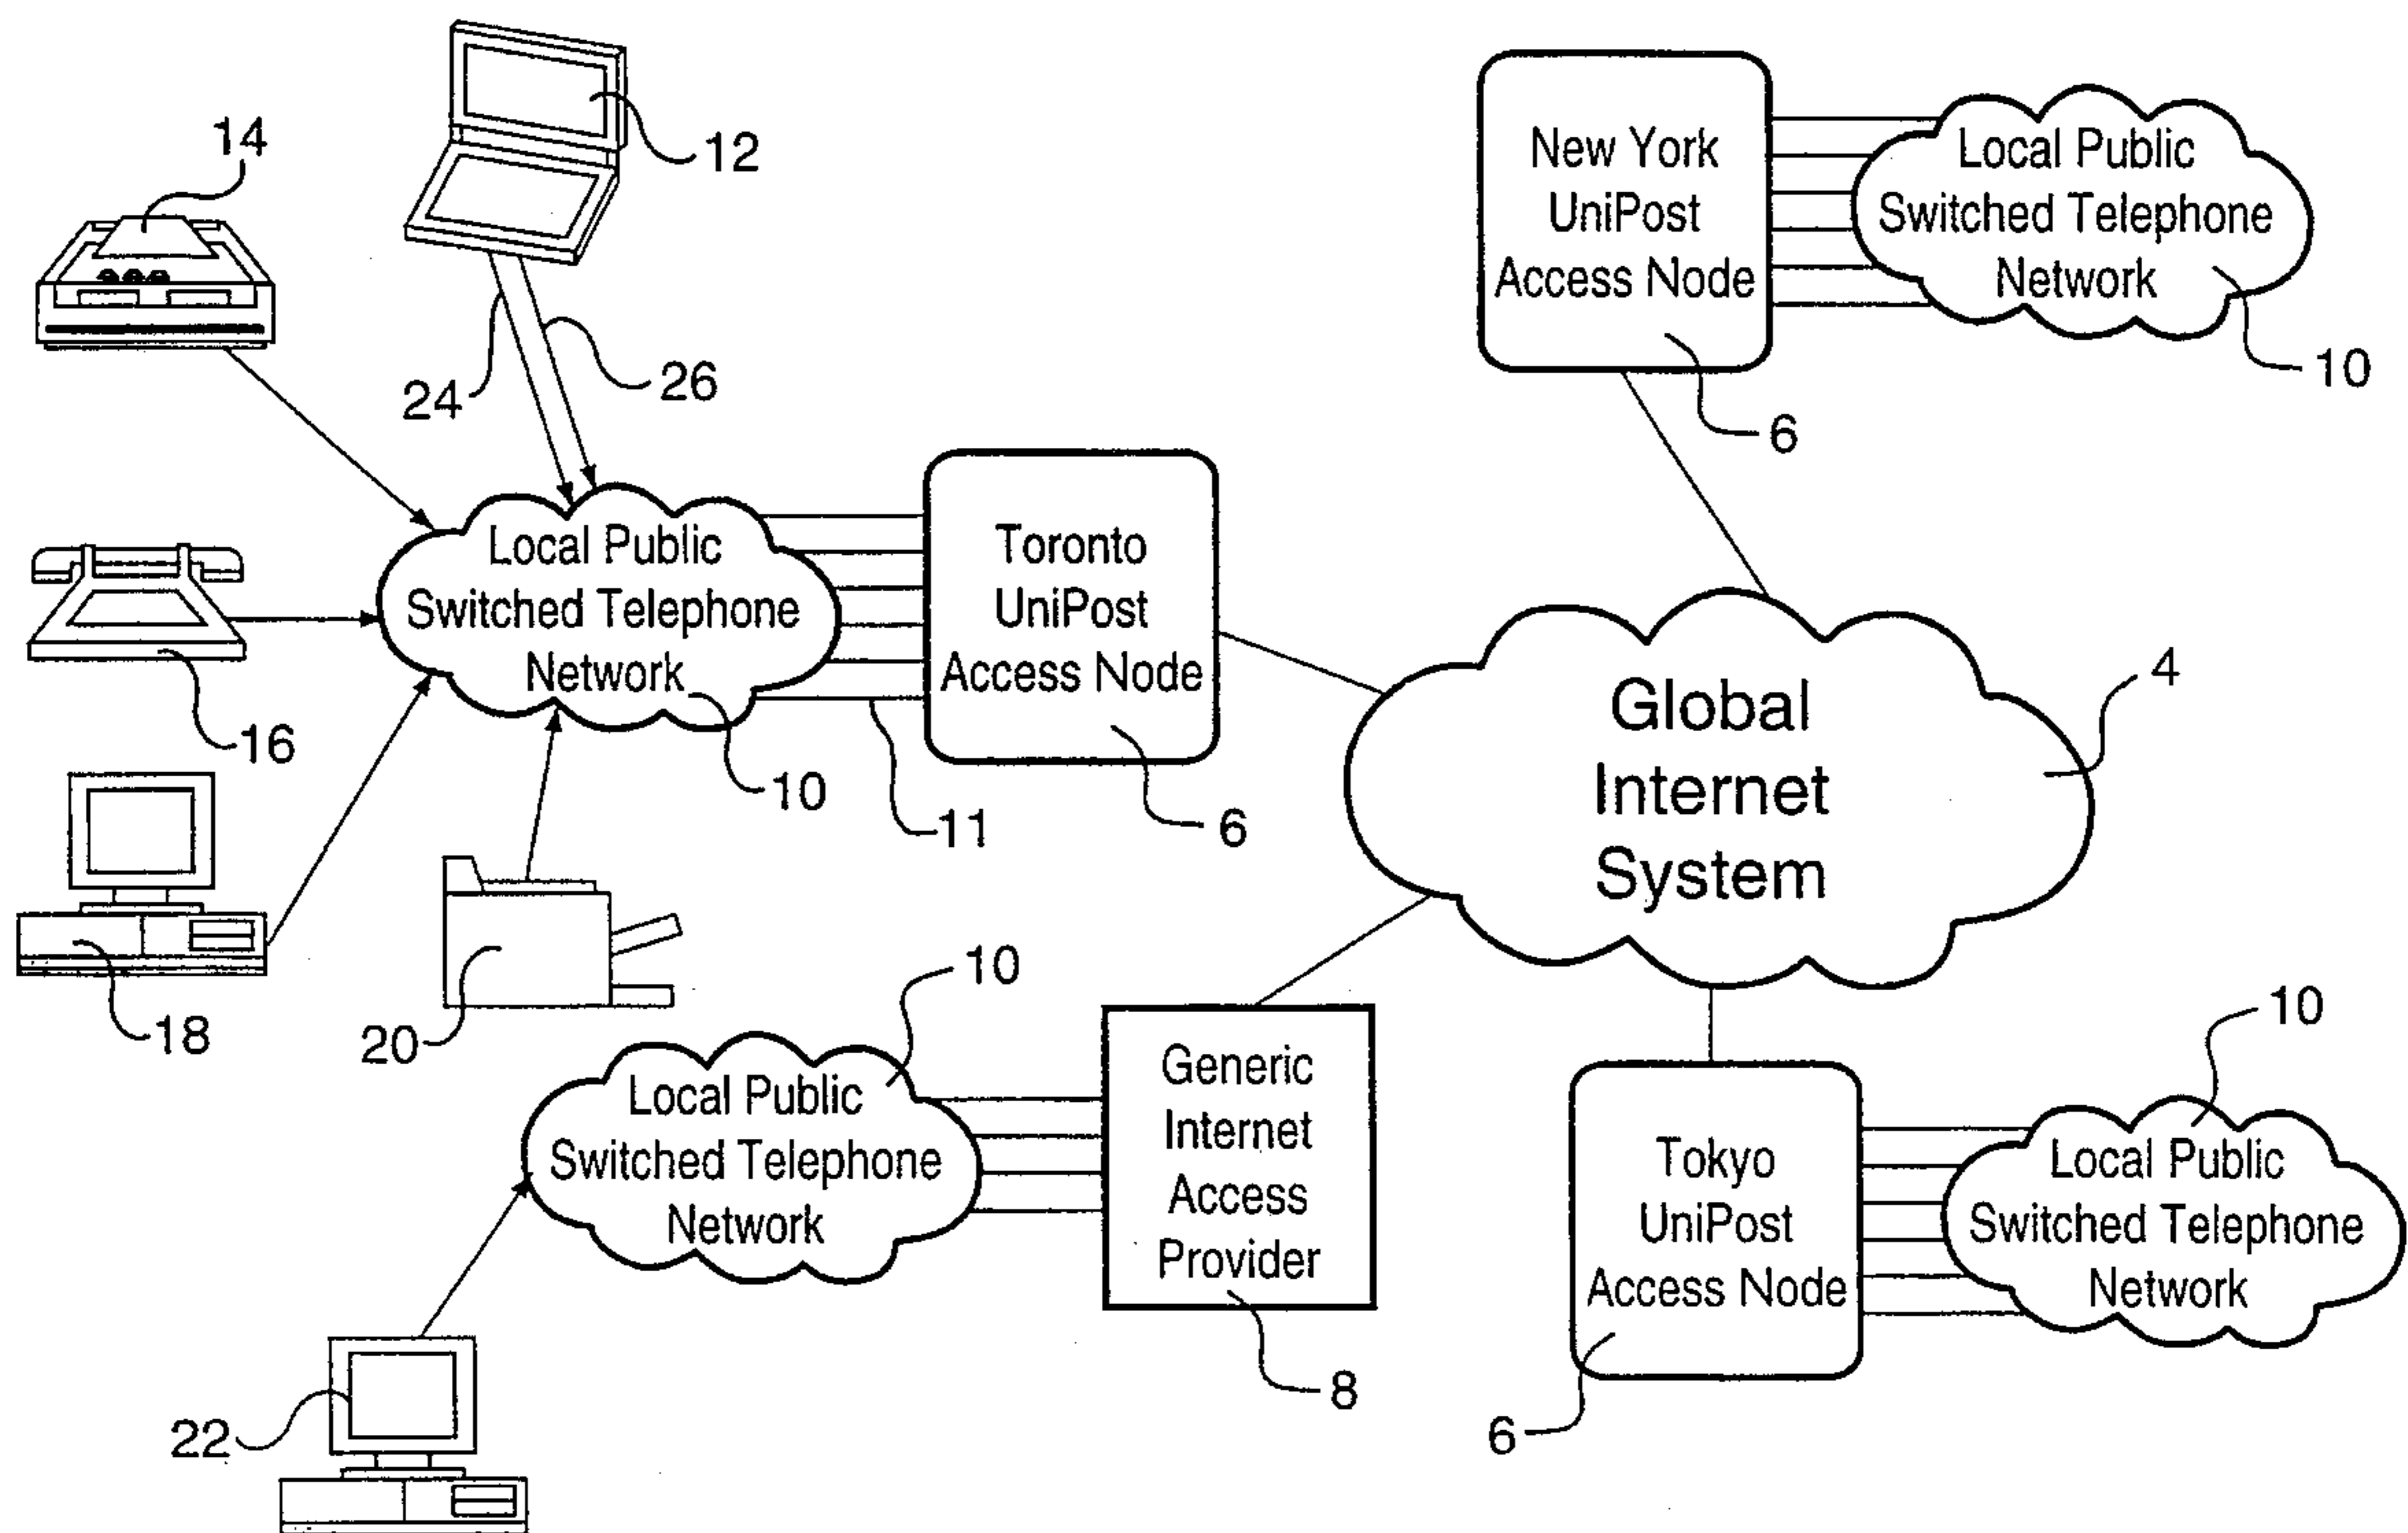 14
12
24
26
New York
UniPost
Access Node
6
Local Public
Switched Telephone
Network
10
Local Public
Switched Telephone
Network
10
11
Toronto
UniPost
Access Node
6
16
18
20
Global
Internet
System
4
10
Local Public
Switched Telephone
Network
Generic
Internet
Access
Provider
8
22
Tokyo
UniPost
Access Node
6
10
Local Public
Switched Telephone
Network